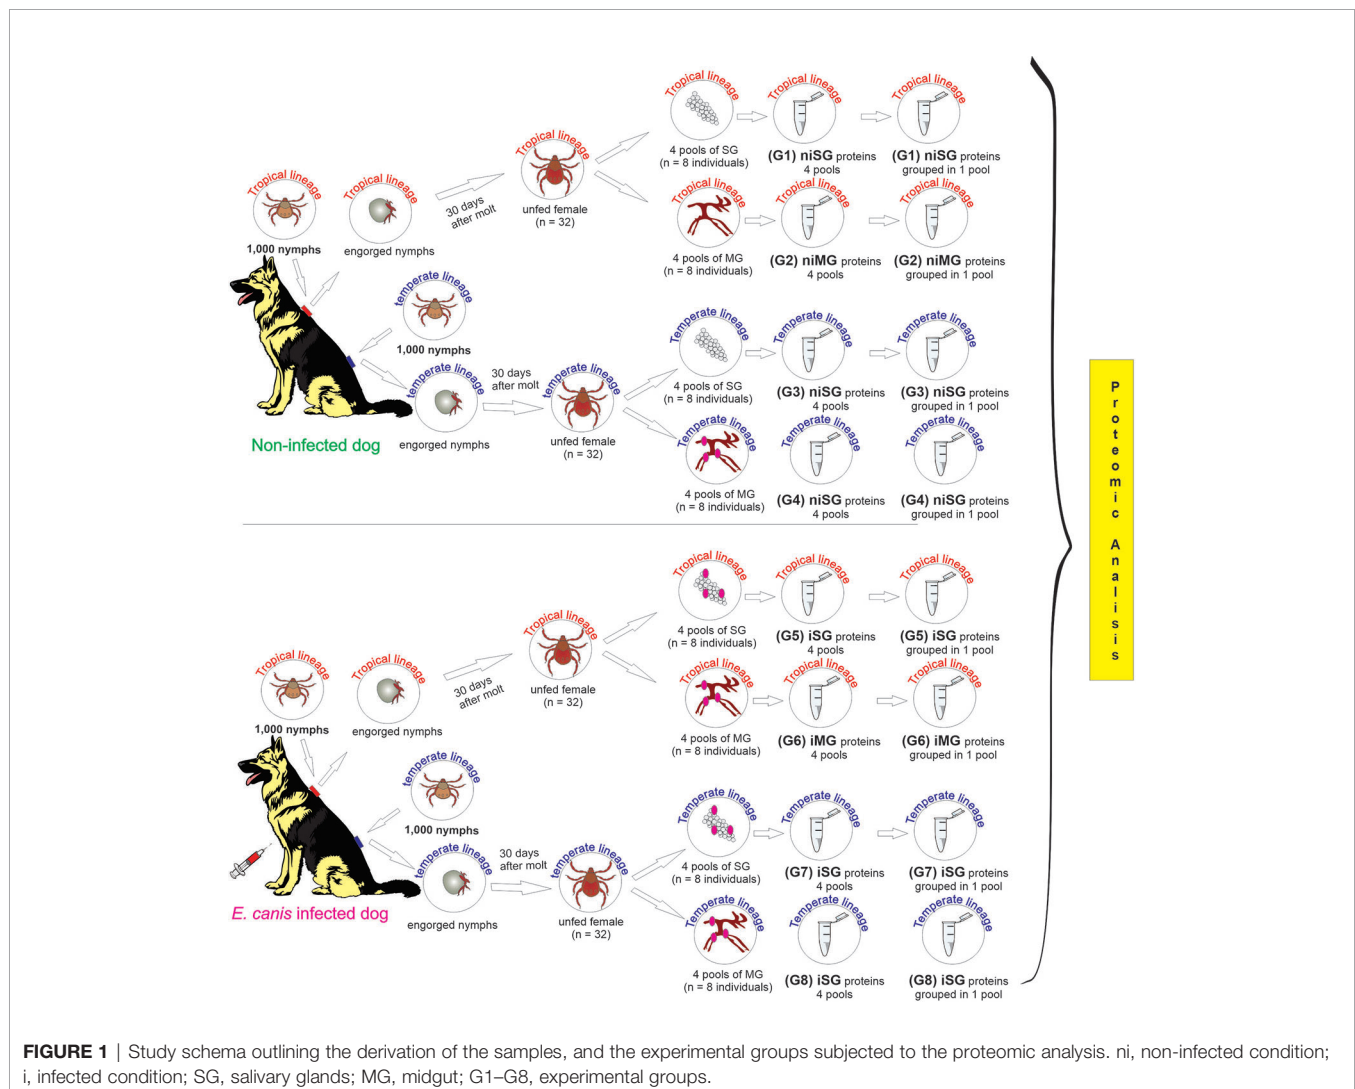 Tropical lineage
Tropical lineage
Tropical lineage
Tropical lineage
4 pools of SG
(n = 8 individuals)
(G1) niSG proteins
4 pools
(G1) niSG proteins
grouped in 1 pool
Tropical lineage
1,000 nymphs
Tropical lineage
engorged nymphs
30 days
after molt
unfed female
(n = 32)
Tropical lineage
Tropical lineage
Tropical lineage
4 pools of MG
(n = 8 individuals)
(G2) niMG proteins
4 pools
(G2) niMG proteins
grouped in 1 pool
temperate lineage
1,000 nymphs
Temperate lineage
Temperate lineage
Temperate lineage
temperate lineage
engorged nymphs
30 days
after molt
temperate lineage
unfed female
(n = 32)
4 pools of SG
(n = 8 individuals)
(G3) niSG proteins
4 pools
(G3) niSG proteins
grouped in 1 pool
Non-infected dog
Temperate lineage
Temperate lineage
Temperate lineage
4 pools of MG
(n = 8 individuals)
(G4) niSG proteins
4 pools
(G4) niSG proteins
grouped in 1 pool
Tropical lineage
Tropical lineage
Tropical lineage
Tropical lineage
4 pools of SG
(n = 8 individuals)
(G5) iSG proteins
4 pools
(G5) iSG proteins
grouped in 1 pool
Tropical lineage
1,000 nymphs
Tropical lineage
engorged nymphs
30 days
after molt
unfed female
(n = 32)
Tropical lineage
Tropical lineage
Tropical lineage
4 pools of MG
(n = 8 individuals)
(G6) iMG proteins
4 pools
(G6) iMG proteins
grouped in 1 pool
temperate lineage
1,000 nymphs
Temperate lineage
Temperate lineage
Temperate lineage
temperate lineage
engorged nymphs
30 days
after molt
temperate lineage
unfed female
(n = 32)
4 pools of SG
(n = 8 individuals)
(G7) iSG proteins
4 pools
(G7) iSG proteins
grouped in 1 pool
E. canis infected dog
Temperate lineage
Temperate lineage
Temperate lineage
4 pools of MG
(n = 8 individuals)
(G8) iSG proteins
4 pools
(G8) iSG proteins
grouped in 1 pool
Proteomic Analisis
FIGURE 1 | Study schema outlining the derivation of the samples, and the experimental groups subjected to the proteomic analysis. ni, non-infected condition;
i, infected condition; SG, salivary glands; MG, midgut; G1–G8, experimental groups.